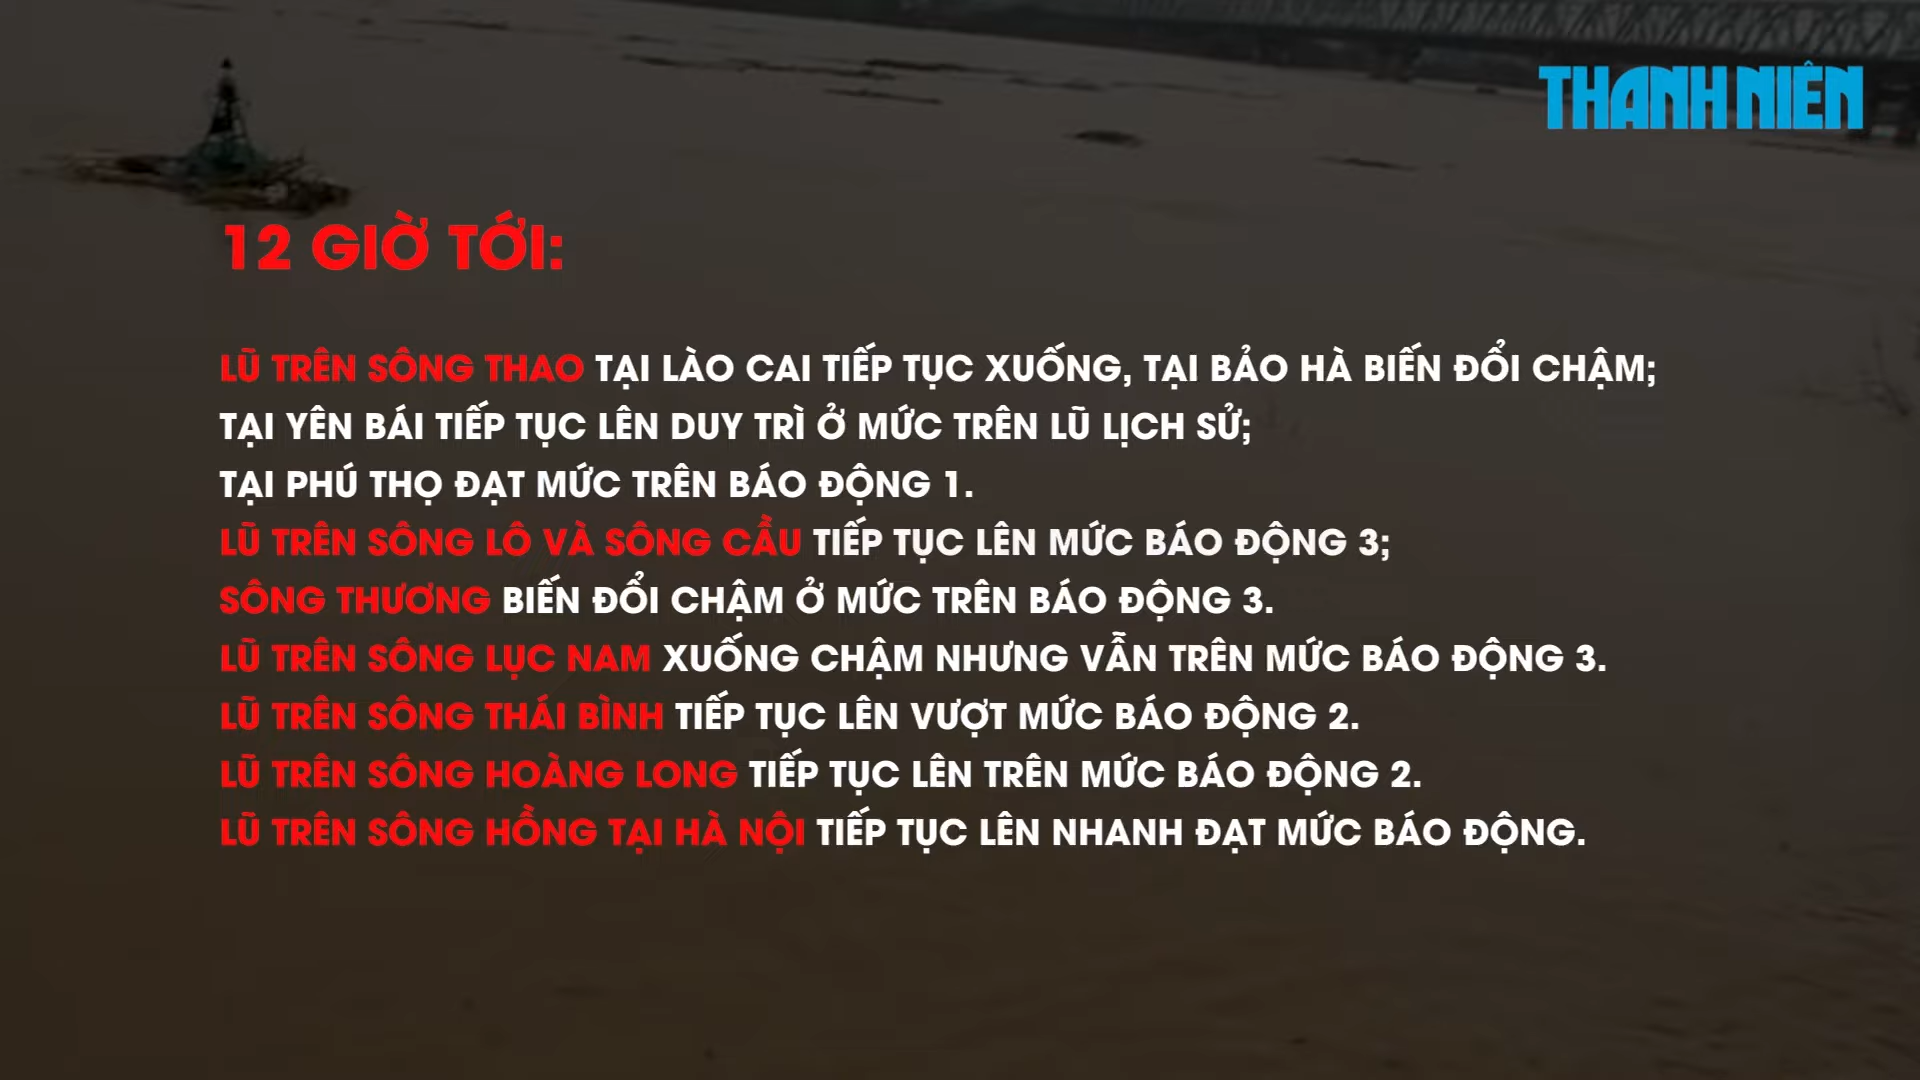 THANH NIÊN
12 GIỜ TỚI:
LŨ TRÊN SÔNG THAO TẠI LÀO CAI TIẾP TỤC XUỐNG, TẠI BẢO HÀ BIẾN ĐỔI CHẬM;
TẠI YÊN BÁI TIẾP TỤC LÊN DUY TRÌ Ở MỨC TRÊN LŨ LỊCH SỬ;
TẠI PHÚ THỌ ĐẠT MỨC TRÊN BÁO ĐỘNG 1.
LŨ TRÊN SÔNG LÔ VÀ SÔNG CẦU TIẾP TỤC LÊN MỨC BÁO ĐỘNG 3;
SÔNG THƯƠNG BIẾN ĐỔI CHẬM Ở MỨC TRÊN BÁO ĐỘNG 3.
LŨ TRÊN SÔNG LỤC NAM XUỐNG CHẬM NHƯNG VẪN TRÊN MỨC BÁO ĐỘNG 3.
LŨ TRÊN SÔNG THÁI BÌNH TIẾP TỤC LÊN VƯỢT MỨC BÁO ĐỘNG 2.
LŨ TRÊN SÔNG HOÀNG LONG TIẾP TỤC LÊN TRÊN MỨC BÁO ĐỘNG 2.
LŨ TRÊN SÔNG HỒNG TẠI HÀ NỘI TIẾP TỤC LÊN NHANH ĐẠT MỨC BÁO ĐỘNG.